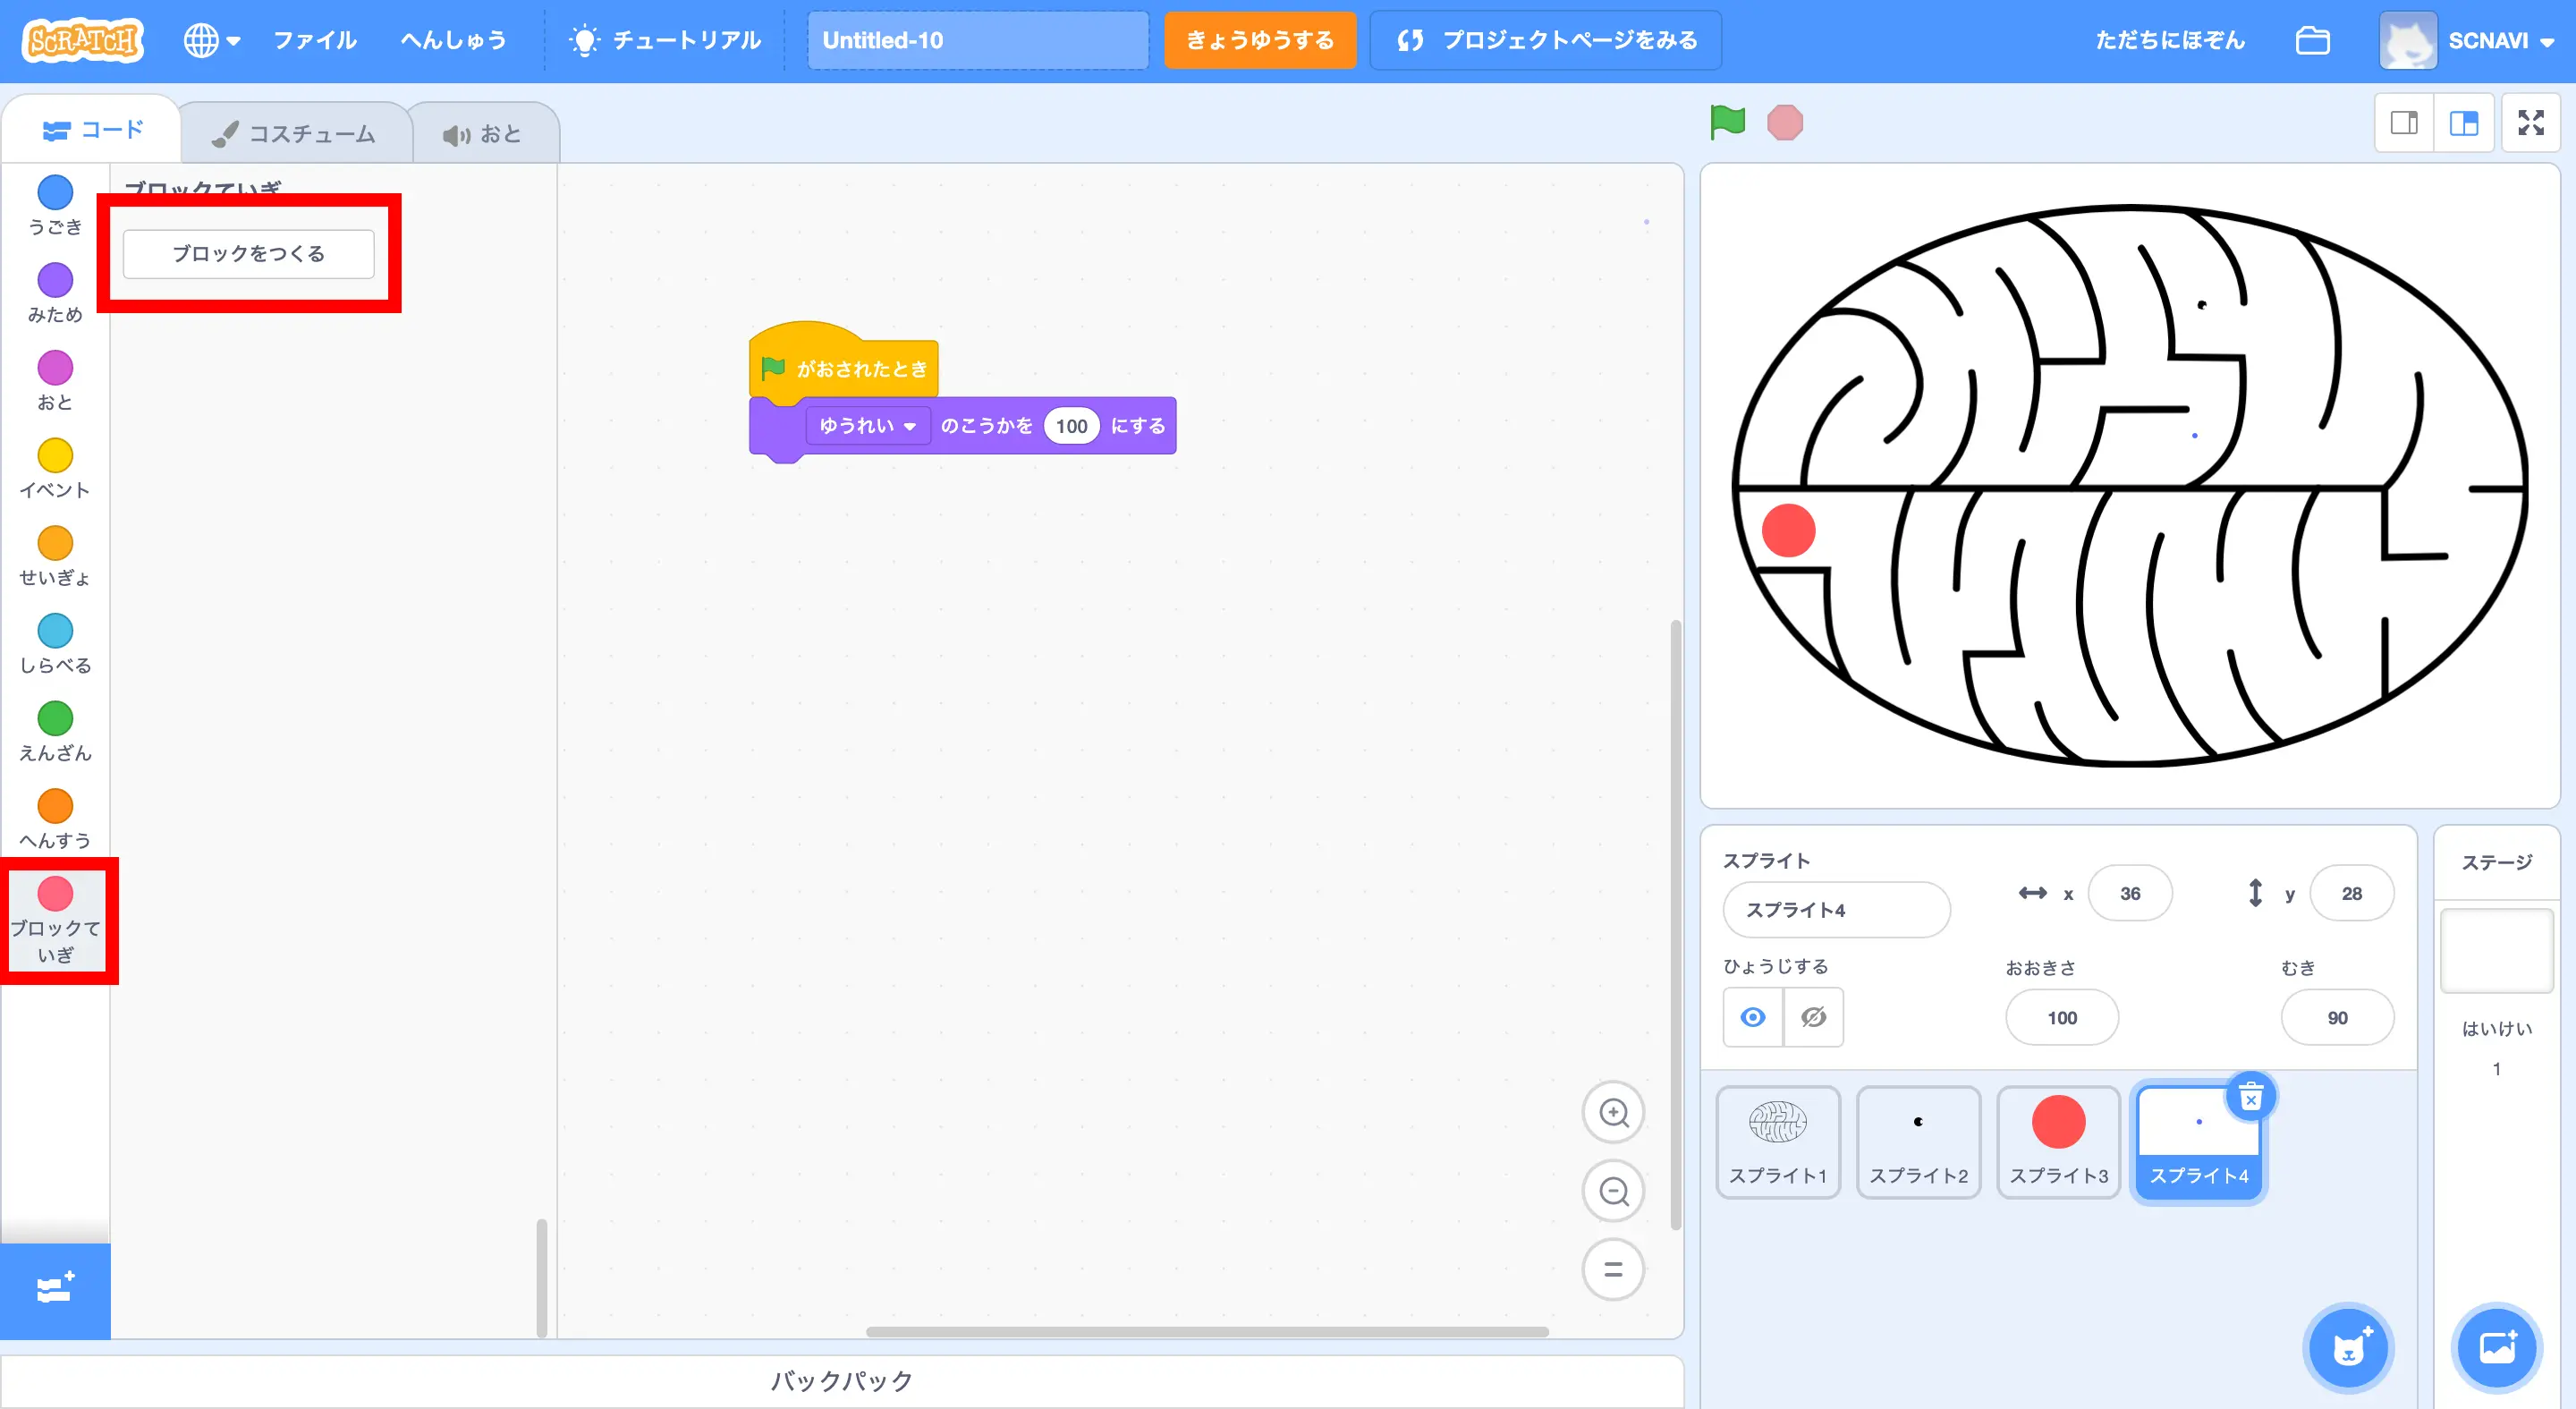 SCRATCH
ファイル
へんしゅう
チュートリアル
Untitled-10
きょうゆうする
プロジェクトページをみる
ただちにほぞん
SCNAVI
コード
コスチューム
おと
うごき
みため
おと
イベント
せいぎょ
しらべる
えんざん
へんすう
ブロックて
いぎ
ブロックていぎ
ブロックをつくる
がおされたとき
ゆうれい のこうかを 100 にする
スプライト
スプライト4
x 36
y 28
ひょうじする
おおきさ
100
むき
90
スプライト1
スプライト2
スプライト3
スプライト4
ステージ
はいけい
1
バックパック